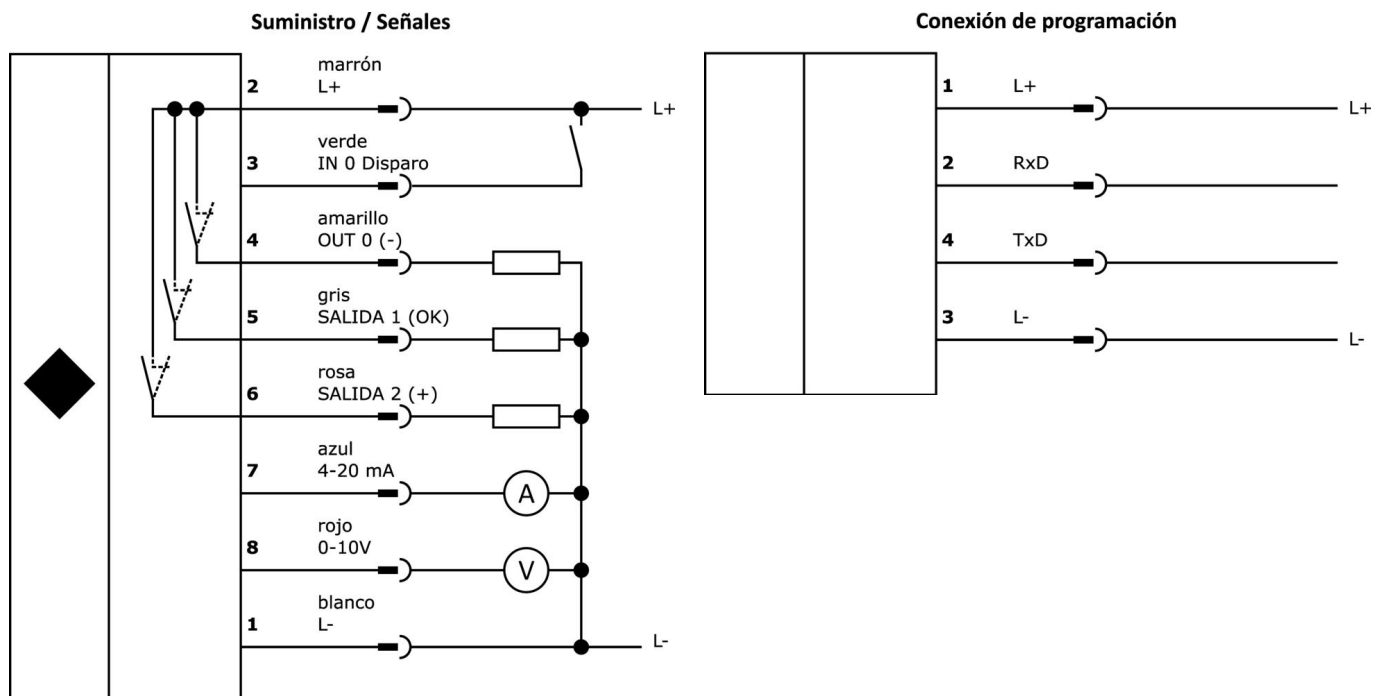 Suministro / Señales
marrón
2 L+
L+
verde
3 IN 0 Disparo
amarillo
4 OUT 0 (-)
gris
5 SALIDA 1 (OK)
rosa
6 SALIDA 2 (+)
azul
7 4-20 mA
A
rojo
8 0-10V
V
blanco
1 L-
L-
Conexión de programación
1 L+
L+
2 RxD
4 TxD
3 L-
L-